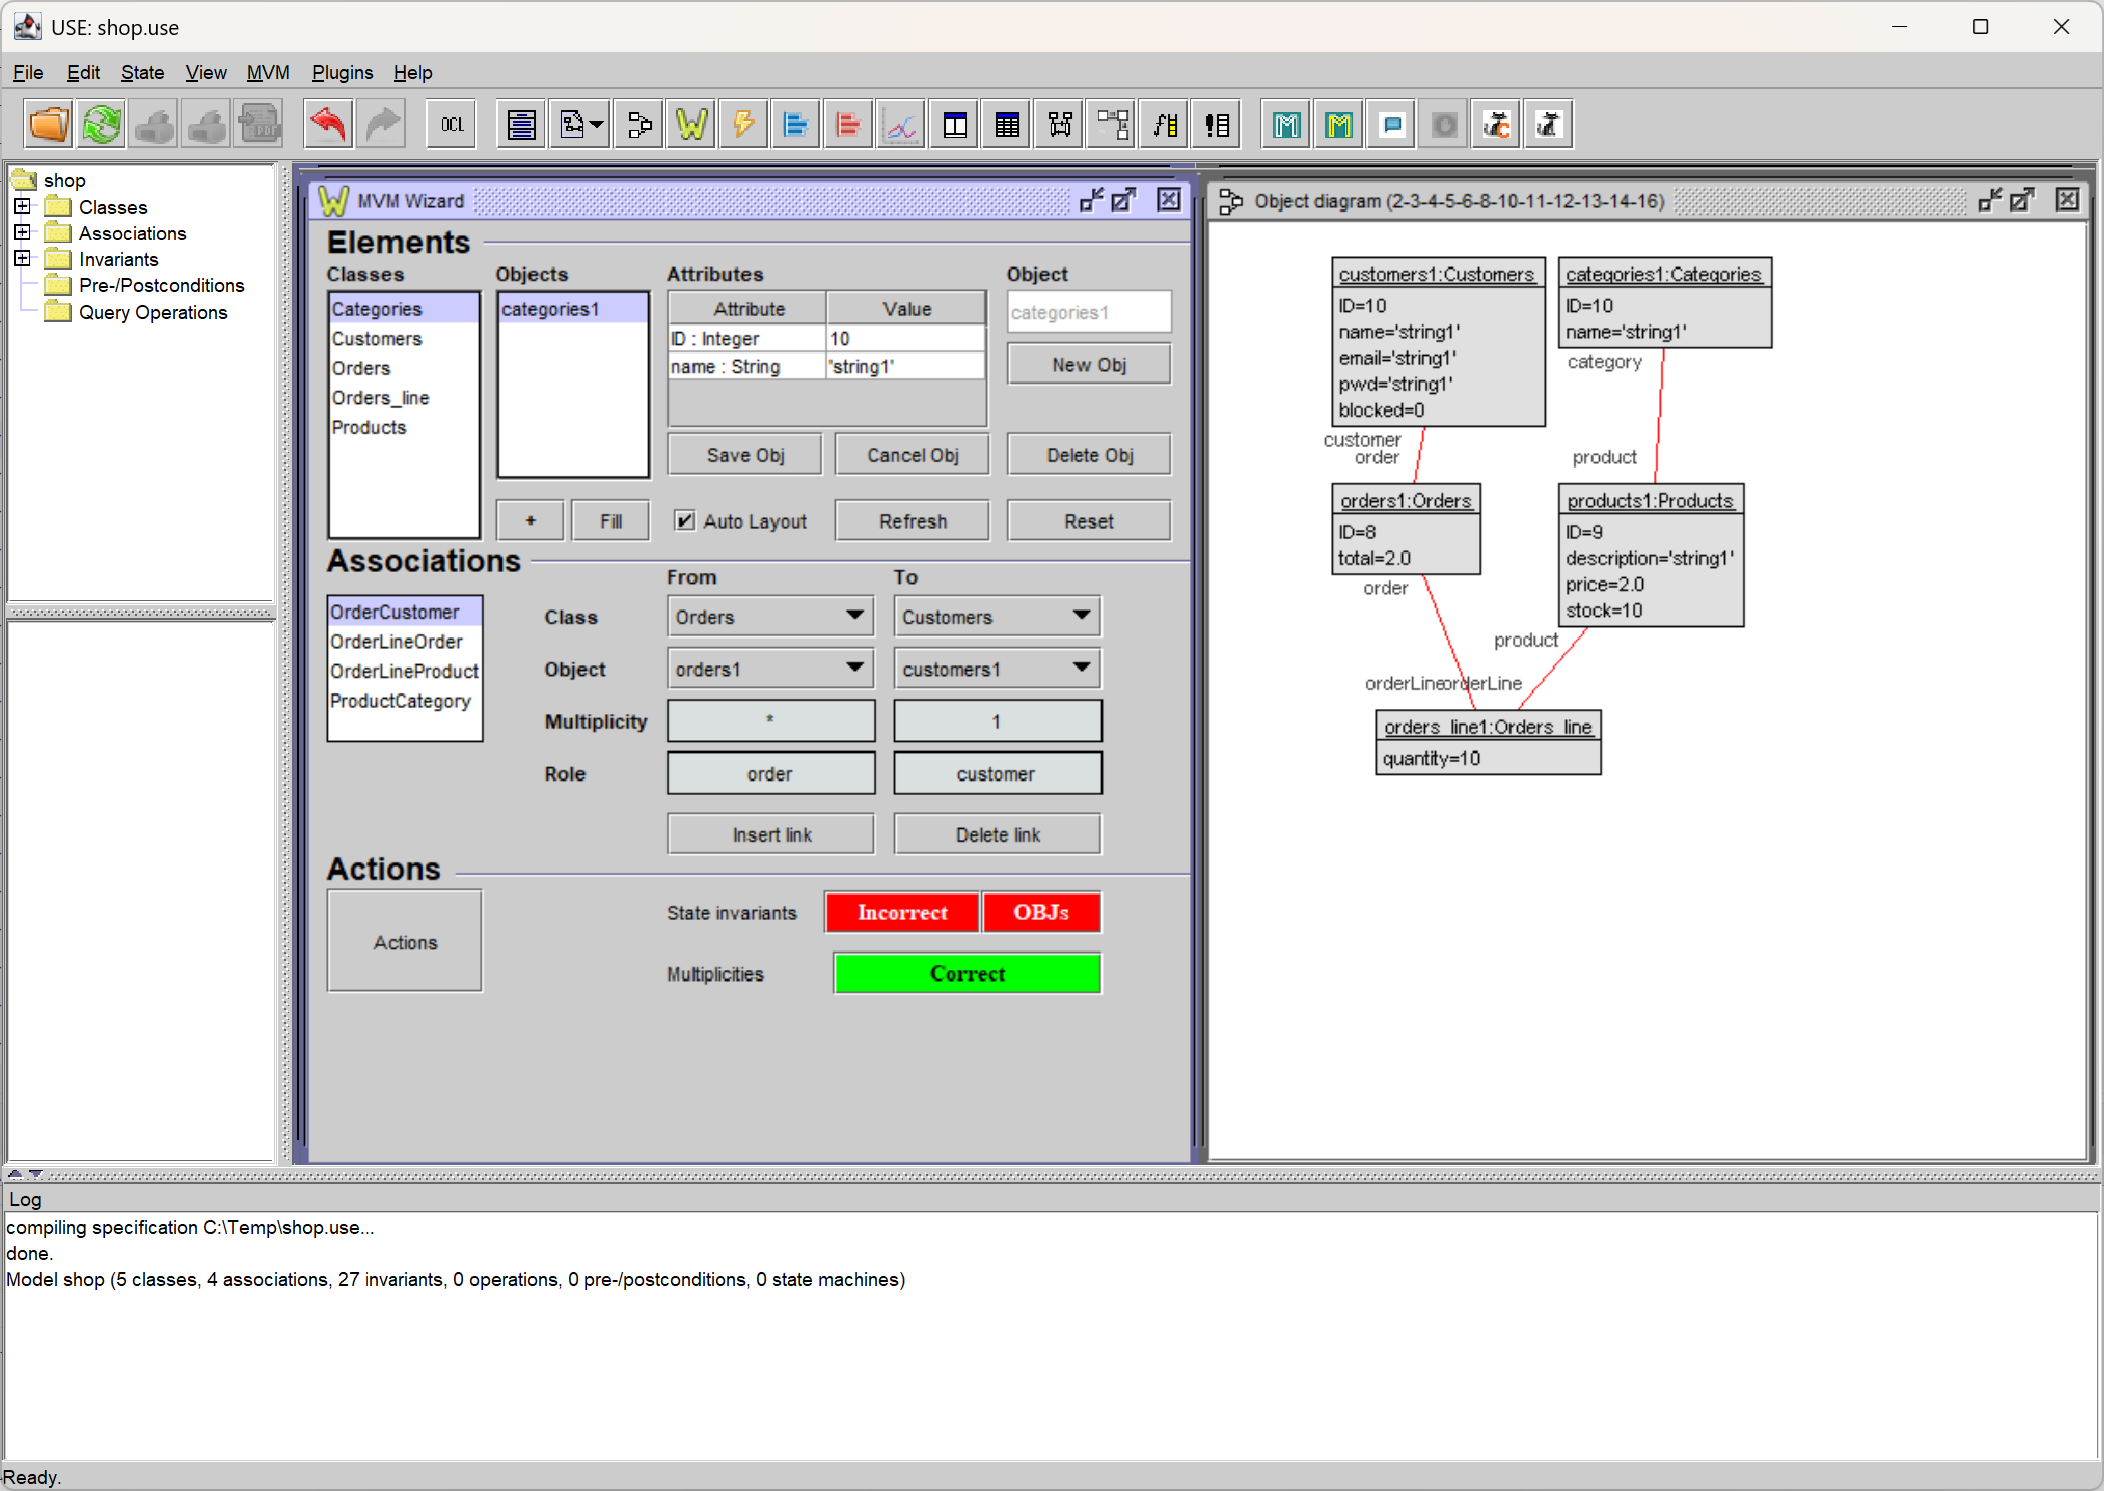 USE: shop.use
File Edit State View MVM Plugins Help
PDF
OCL
shop
Classes
Associations
Invariants
Pre-/Postconditions
Query Operations
MVM Wizard
Elements
Classes
Categories
Customers
Orders
Orders_line
Products
Objects
categories1
+ Fill
Attributes
Attribute Value
ID : Integer 10
name : String 'string1'
Object
categories1
New Obj
Save Obj Cancel Obj Delete Obj
Auto Layout Refresh Reset
Associations
OrderCustomer
OrderLineOrder
OrderLineProduct
ProductCategory
From To
Class Orders Customers
Object orders1 customers1
Multiplicity * 1
Role order customer
Insert link Delete link
Actions
Actions
State invariants Incorrect OBJs
Multiplicities Correct
Object diagram (2-3-4-5-6-8-10-11-12-13-14-16)
customers1:Customers
ID=10
name='string1'
email='string1'
pwd='string1'
blocked=0
categories1:Categories
ID=10
name='string1'
category
customer
order
product
orders1:Orders
ID=8
total=2.0
order
products1:Products
ID=9
description='string1'
price=2.0
stock=10
product
orderLine
orderLine
orders_line1:Orders_line
quantity=10
Log
compiling specification C:\Temp\shop.use...
done.
Model shop (5 classes, 4 associations, 27 invariants, 0 operations, 0 pre-/postconditions, 0 state machines)
Ready.